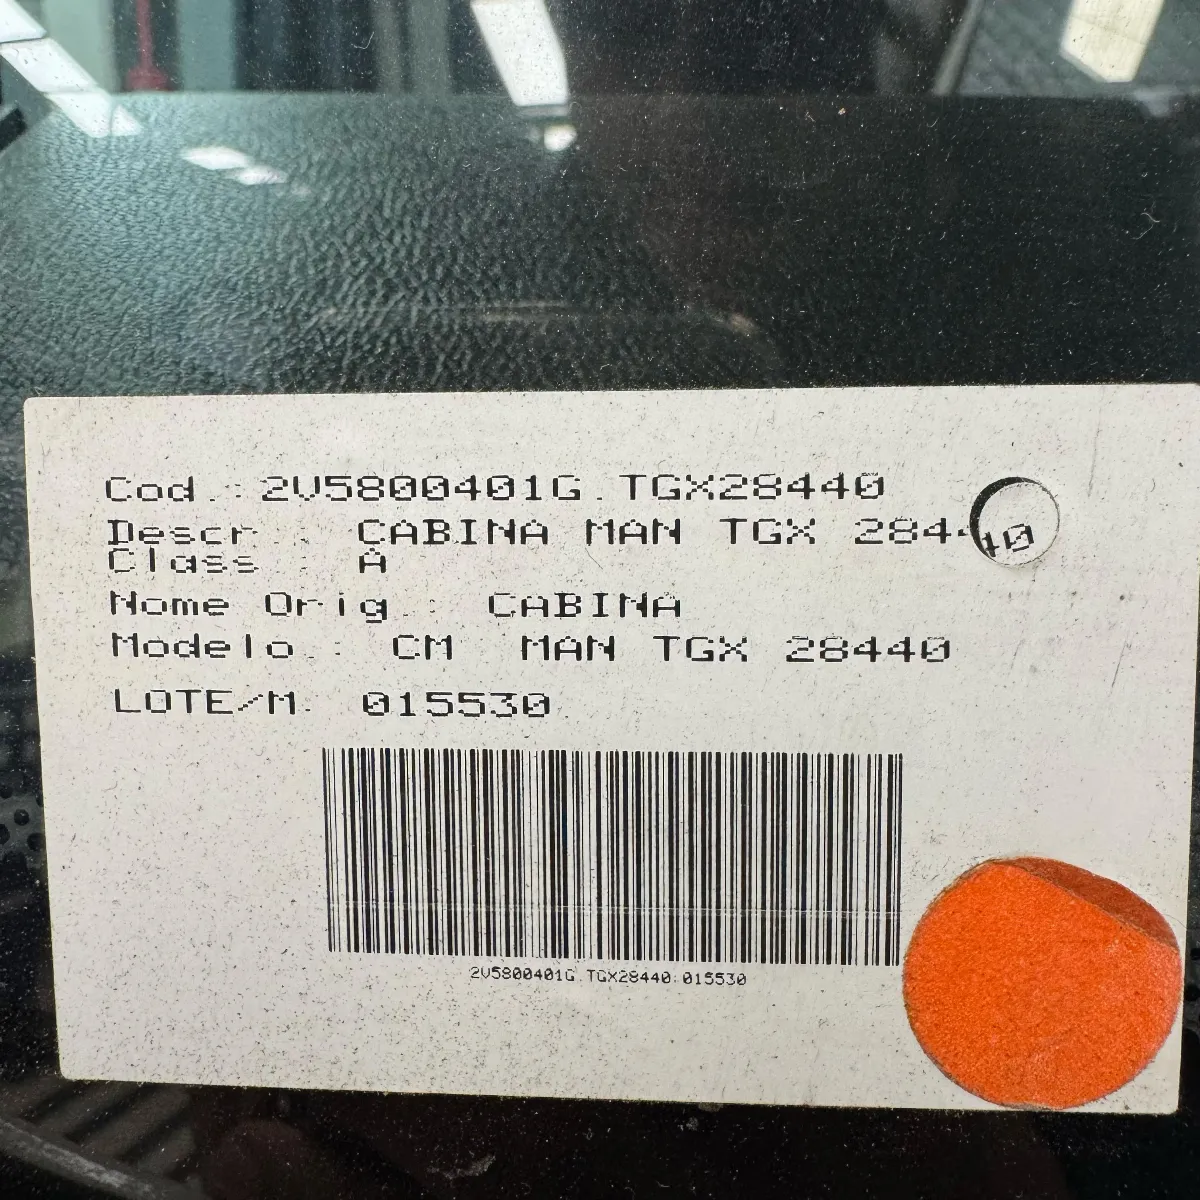 Cod.: 2V5800401G.TGX28440
Descr.: CABINA MAN TGX 28440
Class : A
Nome Orig.: CABINA
Modelo.: CM MAN TGX 28440
LOTE/M: 015530
2V5800401G.TGX28440:015530